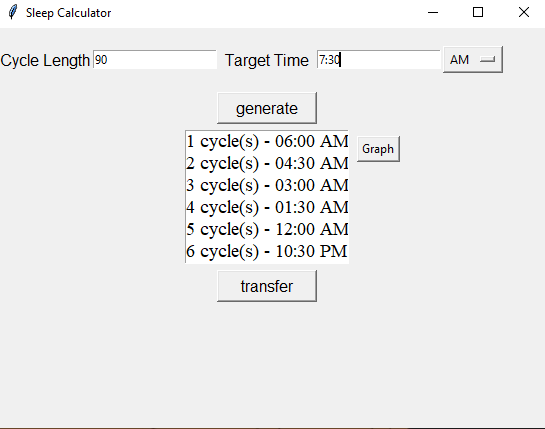 Sleep Calculator
Cycle Length 90 Target Time 7:30 AM
generate
1 cycle(s) - 06:00 AM
Graph
2 cycle(s) - 04:30 AM
3 cycle(s) - 03:00 AM
4 cycle(s) - 01:30 AM
5 cycle(s) - 12:00 AM
6 cycle(s) - 10:30 PM
transfer